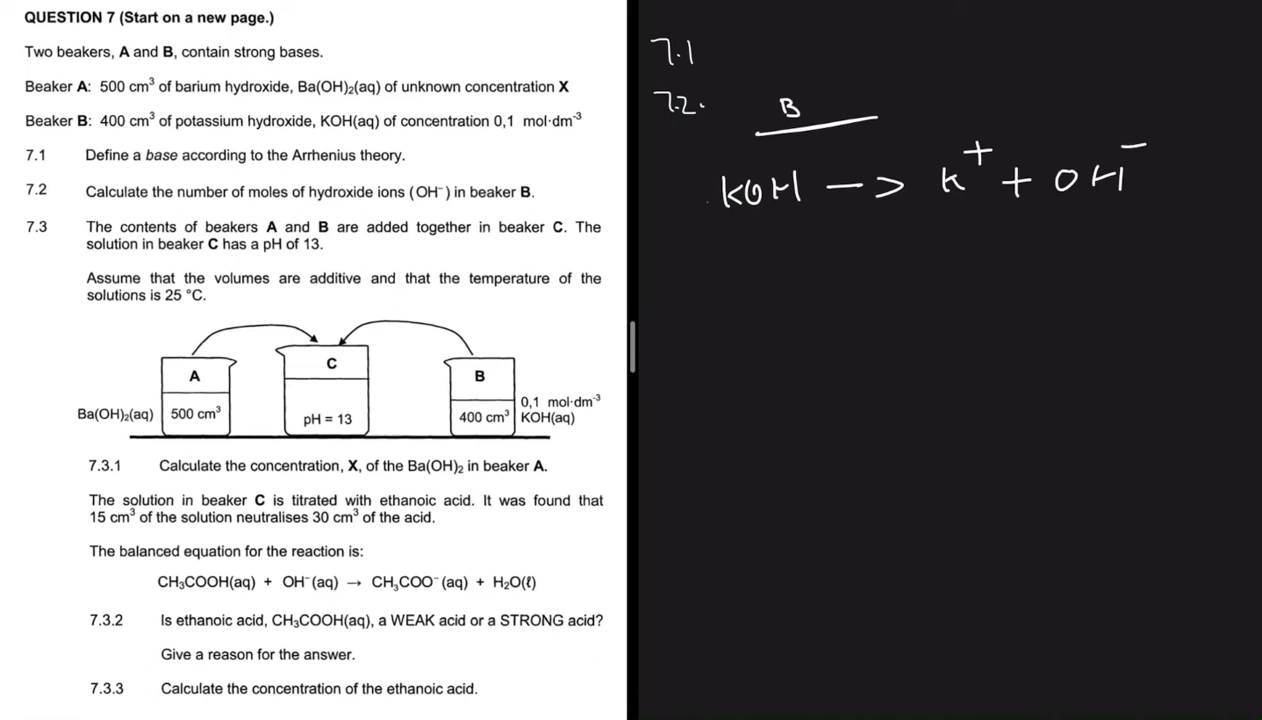 QUESTION 7 (Start on a new page.)
Two beakers, A and B, contain strong bases.
Beaker A: 500 cm³ of barium hydroxide, Ba(OH)₂(aq) of unknown concentration X
Beaker B: 400 cm³ of potassium hydroxide, KOH(aq) of concentration 0,1 mol·dm⁻³
7.1 Define a base according to the Arrhenius theory.
7.2 Calculate the number of moles of hydroxide ions (OH⁻) in beaker B.
7.3 The contents of beakers A and B are added together in beaker C. The
solution in beaker C has a pH of 13.
Assume that the volumes are additive and that the temperature of the
solutions is 25 °C.
A
C
B
Ba(OH)₂(aq)
500 cm³
pH = 13
400 cm³
0,1 mol·dm⁻³
KOH(aq)
7.3.1 Calculate the concentration, X, of the Ba(OH)₂ in beaker A.
The solution in beaker C is titrated with ethanoic acid. It was found that
15 cm³ of the solution neutralises 30 cm³ of the acid.
The balanced equation for the reaction is:
CH₃COOH(aq) + OH⁻(aq) → CH₃COO⁻(aq) + H₂O(ℓ)
7.3.2 Is ethanoic acid, CH₃COOH(aq), a WEAK acid or a STRONG acid?
Give a reason for the answer.
7.3.3 Calculate the concentration of the ethanoic acid.
7.1
7.2.
B
KOH —> K⁺ + OH⁻